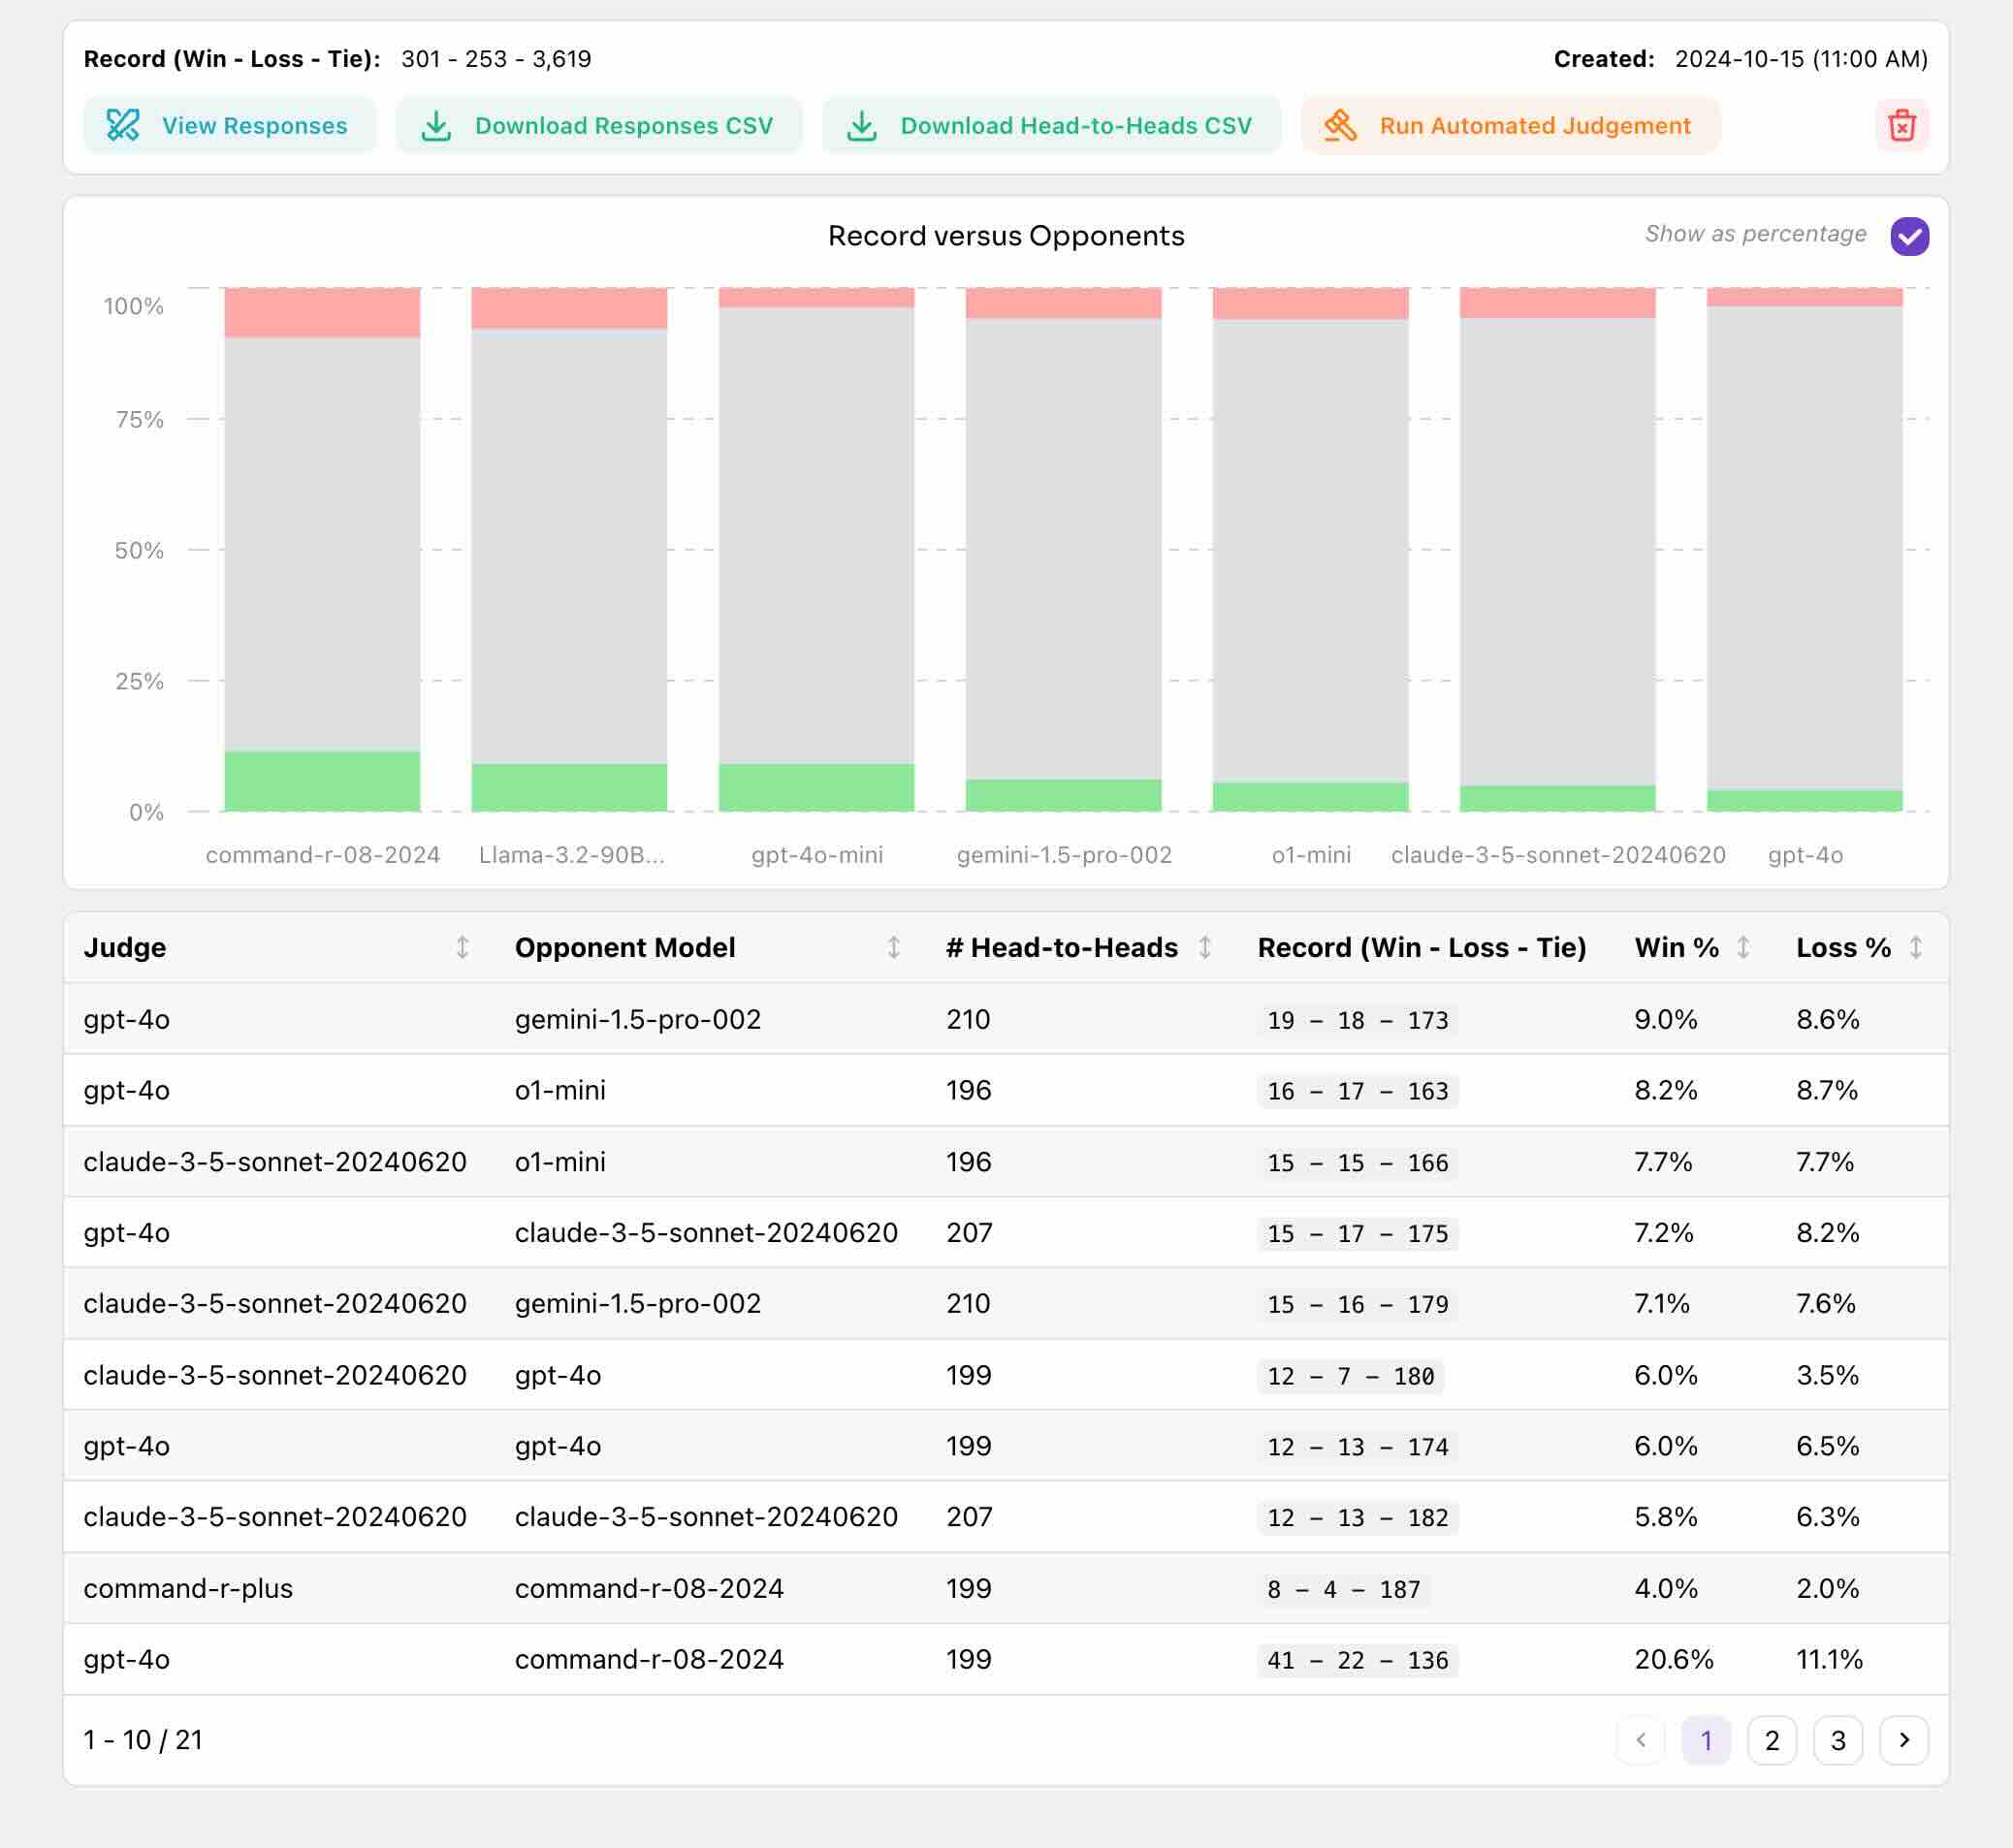 Record (Win - Loss - Tie): 301 - 253 - 3,619 Created: 2024-10-15 (11:00 AM)
View Responses Download Responses CSV Download Head-to-Heads CSV Run Automated Judgement
Record versus Opponents Show as percentage
100%
75%
50%
25%
0%
command-r-08-2024 Llama-3.2-90B... gpt-4o-mini gemini-1.5-pro-002 o1-mini claude-3-5-sonnet-20240620 gpt-4o
Judge Opponent Model # Head-to-Heads Record (Win - Loss - Tie) Win % Loss %
gpt-4o gemini-1.5-pro-002 210 19 – 18 – 173 9.0% 8.6%
gpt-4o o1-mini 196 16 – 17 – 163 8.2% 8.7%
claude-3-5-sonnet-20240620 o1-mini 196 15 – 15 – 166 7.7% 7.7%
gpt-4o claude-3-5-sonnet-20240620 207 15 – 17 – 175 7.2% 8.2%
claude-3-5-sonnet-20240620 gemini-1.5-pro-002 210 15 – 16 – 179 7.1% 7.6%
claude-3-5-sonnet-20240620 gpt-4o 199 12 – 7 – 180 6.0% 3.5%
gpt-4o gpt-4o 199 12 – 13 – 174 6.0% 6.5%
claude-3-5-sonnet-20240620 claude-3-5-sonnet-20240620 207 12 – 13 – 182 5.8% 6.3%
command-r-plus command-r-08-2024 199 8 – 4 – 187 4.0% 2.0%
gpt-4o command-r-08-2024 199 41 – 22 – 136 20.6% 11.1%
1 - 10 / 21 1 2 3